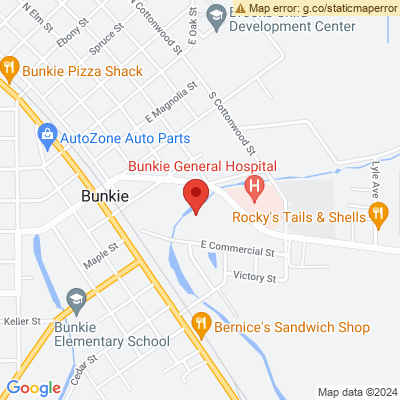 Map error: g.co/staticmaperror
Development Center
N Elm St
Ebony St
Spruce St
N Cottonwood St
E Oak St
Bunkie Pizza Shack
E Magnolia St
S Cottonwood St
AutoZone Auto Parts
Bunkie General Hospital
H
Lyle Ave
Bunkie
Rocky's Tails & Shells
Maple St
E Commercial St
Victory St
Keller St
Bunkie
Elementary School
Bernice's Sandwich Shop
Cedar St
Google
Map data ©2024